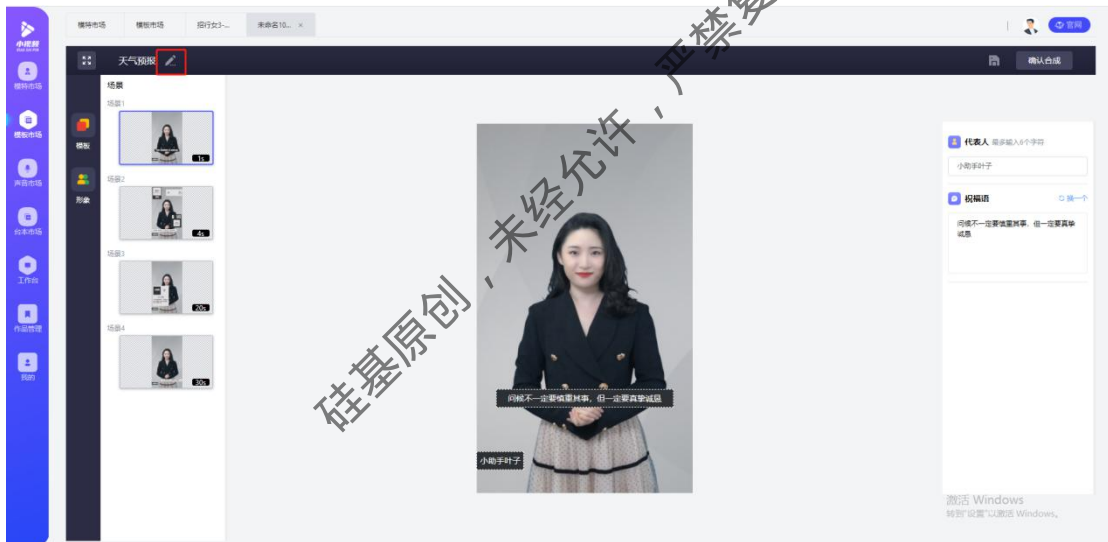 模特市场
模板市场
招行女3-...
未命名10... ×
官网
天气预报
确认合成
模特市场
模板市场
声音市场
台本市场
工作台
作品管理
我的
模板
形象
场景
场景1
1s
场景2
4s
场景3
20s
场景4
30s
问候不一定要慎重其事，但一定要真挚诚恳
小助手叶子
代表人 最多输入6个字符
小助手叶子
祝福语 换一个
问候不一定要慎重其事，但一定要真挚
诚恳
激活 Windows
转到"设置"以激活 Windows。
硅基原创，未经允许，严禁